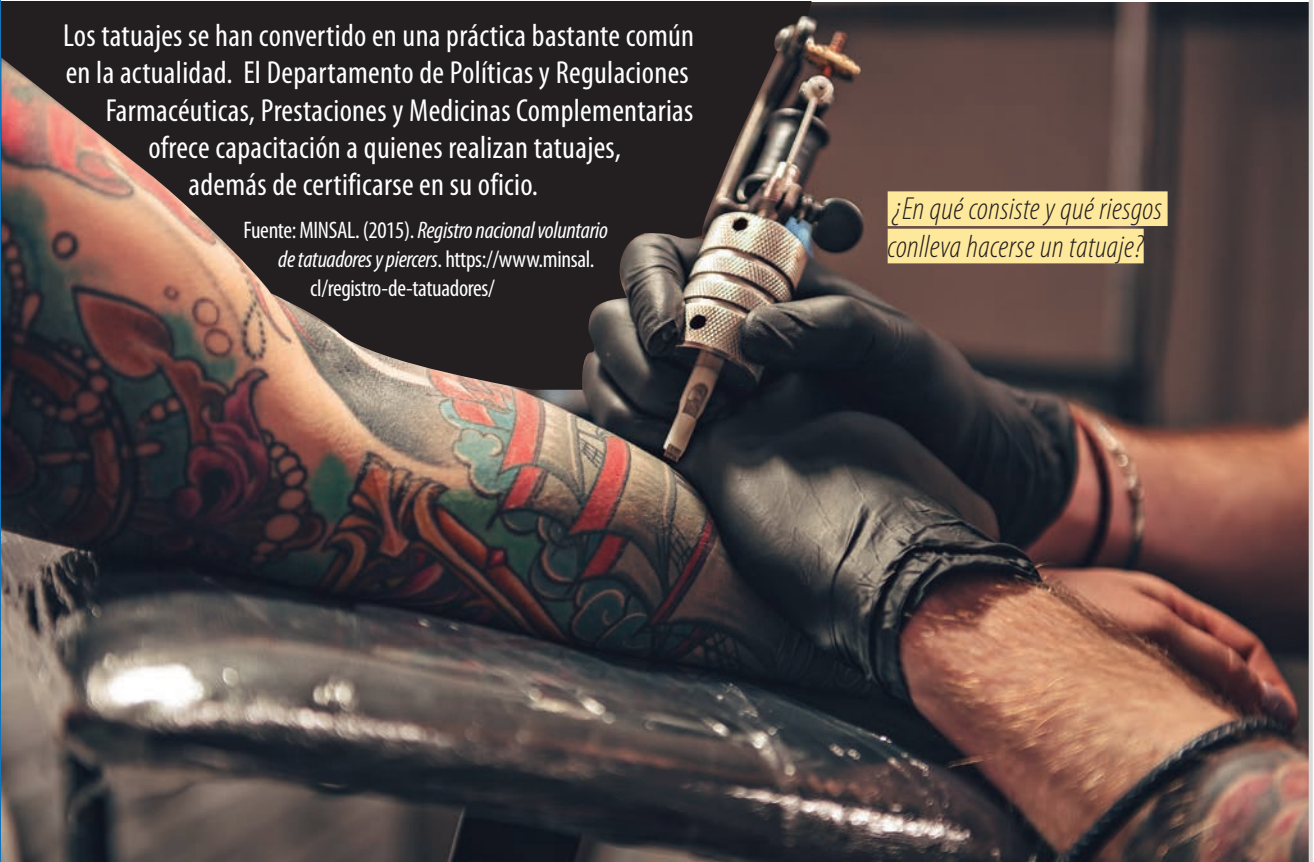 Los tatuajes se han convertido en una práctica bastante común
en la actualidad. El Departamento de Políticas y Regulaciones
Farmacéuticas, Prestaciones y Medicinas Complementarias
ofrece capacitación a quienes realizan tatuajes,
además de certificarse en su oficio.
Fuente: MINSAL. (2015). Registro nacional voluntario
de tatuadores y piercers. https://www.minsal.
cl/registro-de-tatuadores/
¿En qué consiste y qué riesgos
conlleva hacerse un tatuaje?